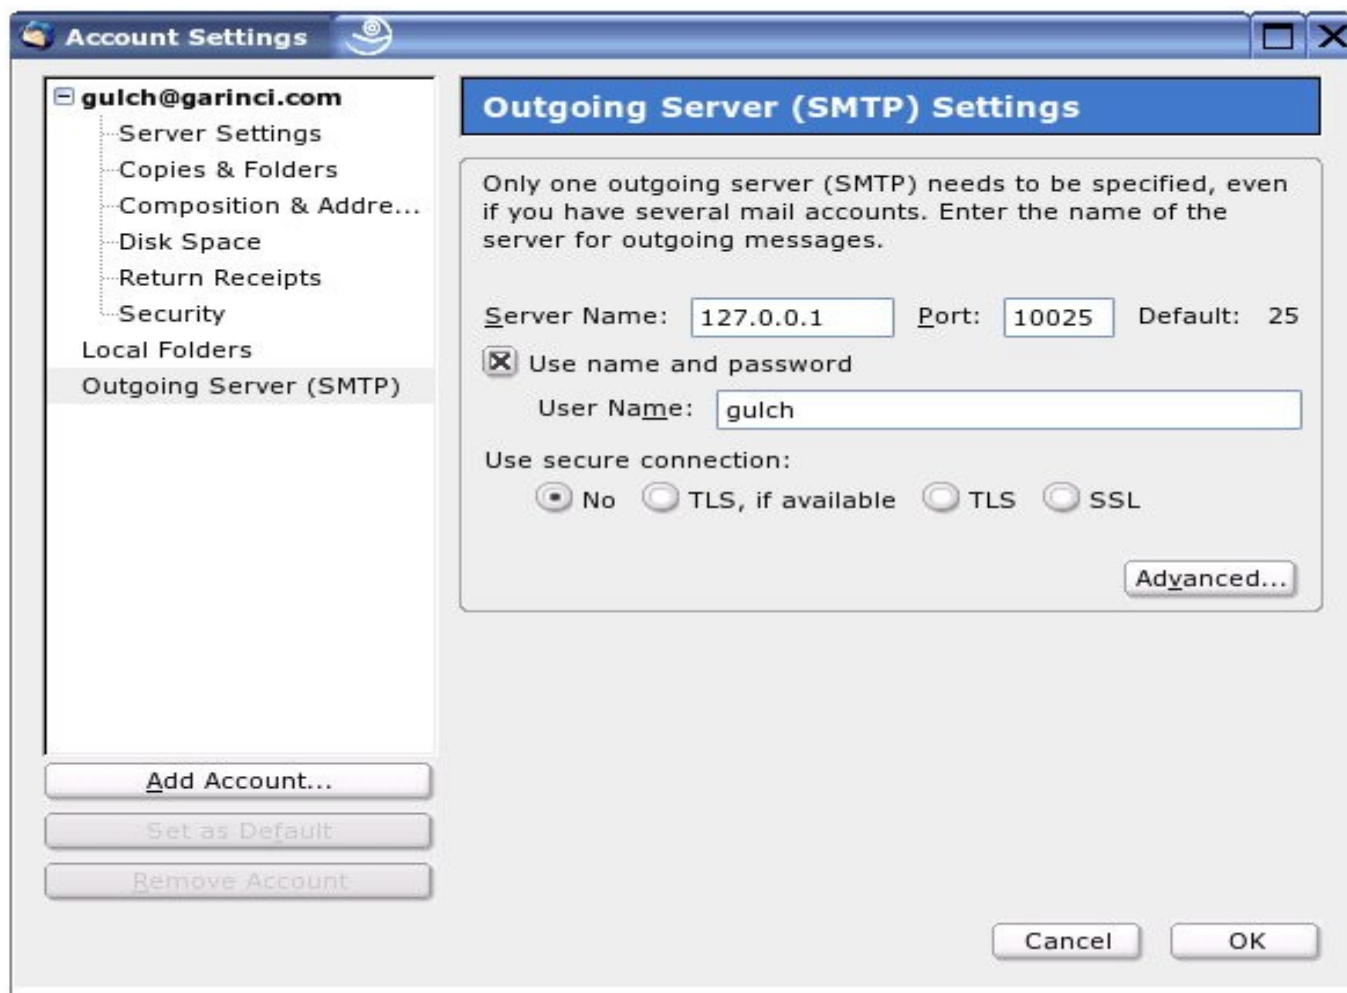 Account Settings
gulch@garinci.com
Server Settings
Copies & Folders
Composition & Addre...
Disk Space
Return Receipts
Security
Local Folders
Outgoing Server (SMTP)
Add Account...
Set as Default
Remove Account
Outgoing Server (SMTP) Settings
Only one outgoing server (SMTP) needs to be specified, even
if you have several mail accounts. Enter the name of the
server for outgoing messages.
Server Name: 127.0.0.1 Port: 10025 Default: 25
Use name and password
User Name: gulch
Use secure connection:
No TLS, if available TLS SSL
Advanced...
Cancel OK